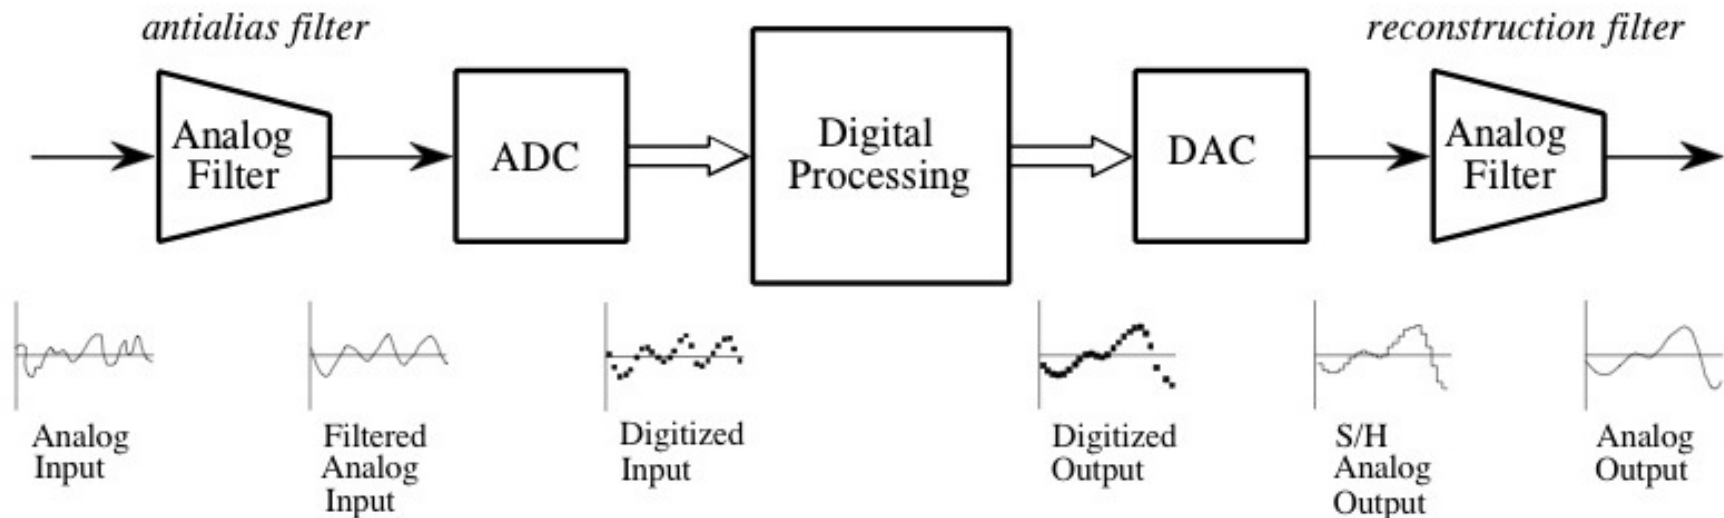 antialias filter
reconstruction filter
Analog
Filter
ADC
Digital
Processing
DAC
Analog
Filter
Analog
Input
Filtered
Analog
Input
Digitized
Input
Digitized
Output
S/H
Analog
Output
Analog
Output